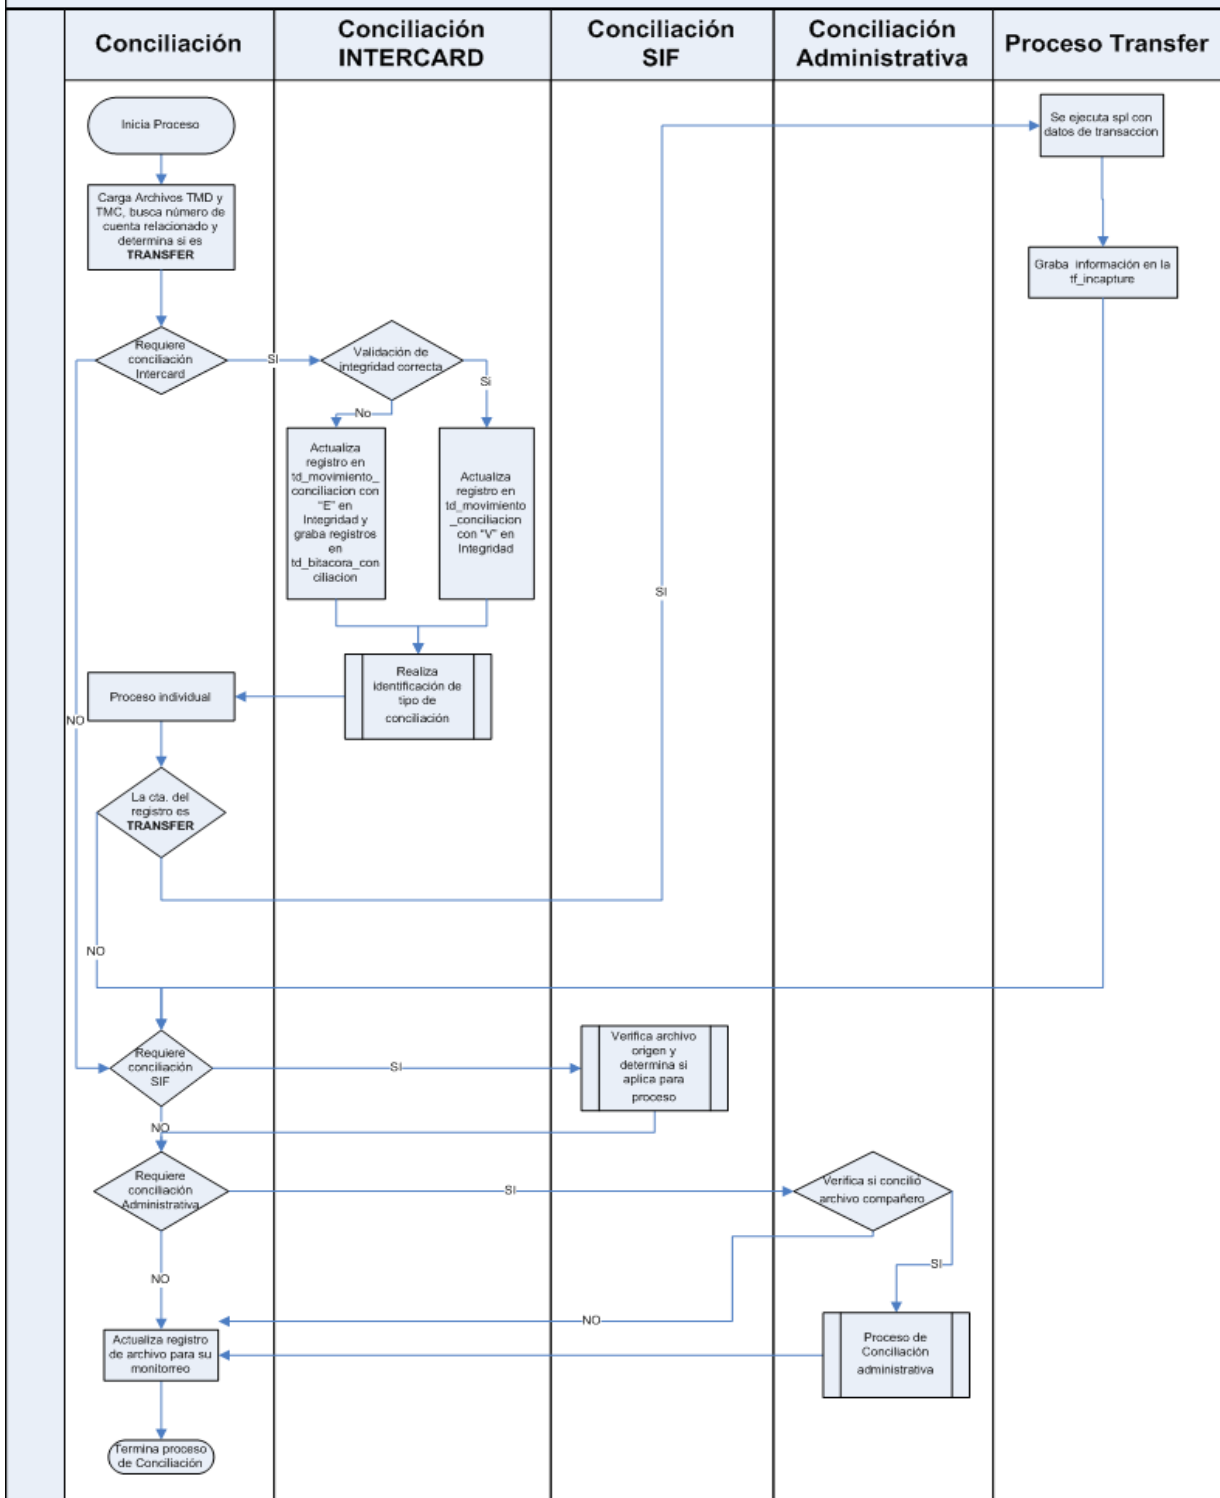 Conciliación
Conciliación
INTERCARD
Conciliación
SIF
Conciliación
Administrativa
Proceso Transfer
Inicia Proceso
Se ejecuta spl con
datos de transaccion
Carga Archivos TMD y
TMC, busca número de
cuenta relacionado y
determina si es
TRANSFER
Graba información en la
tf_incapture
Requiere
conciliación
Intercard
SI
Validación de
integridad correcta
Si
No
Actualiza
registro en
td_movimiento_
conciliacion con
“E” en
Integridad y
graba registros
en
td_bitacora_con
ciliacion
Actualiza
registro en
td_movimiento
_conciliacion
con “V” en
Integridad
SI
Realiza
identificación de
tipo de
conciliación
Proceso individual
NO
La cta. del
registro es
TRANSFER
NO
Requiere
conciliación
SIF
SI
Verifica archivo
origen y
determina si
aplica para
proceso
NO
Requiere
conciliación
Administrativa
SI
Verifica si concilió
archivo compañero
SI
NO
NO
Actualiza registro
de archivo para su
monitorreo
Proceso de
Conciliación
administrativa
Termina proceso
de Conciliación